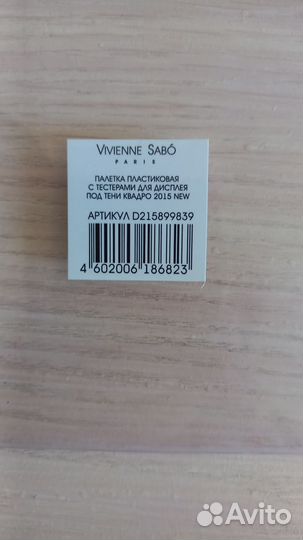 VIVIENNE SABÓ
PARIS
ПАЛЕТКА ПЛАСТИКОВАЯ
С ТЕСТЕРАМИ ДЛЯ ДИСПЛЕЯ
ПОД ТЕНИ КВАДРО 2015 NEW
АРТИКУЛ D215899839
4 602006 186823
Avito